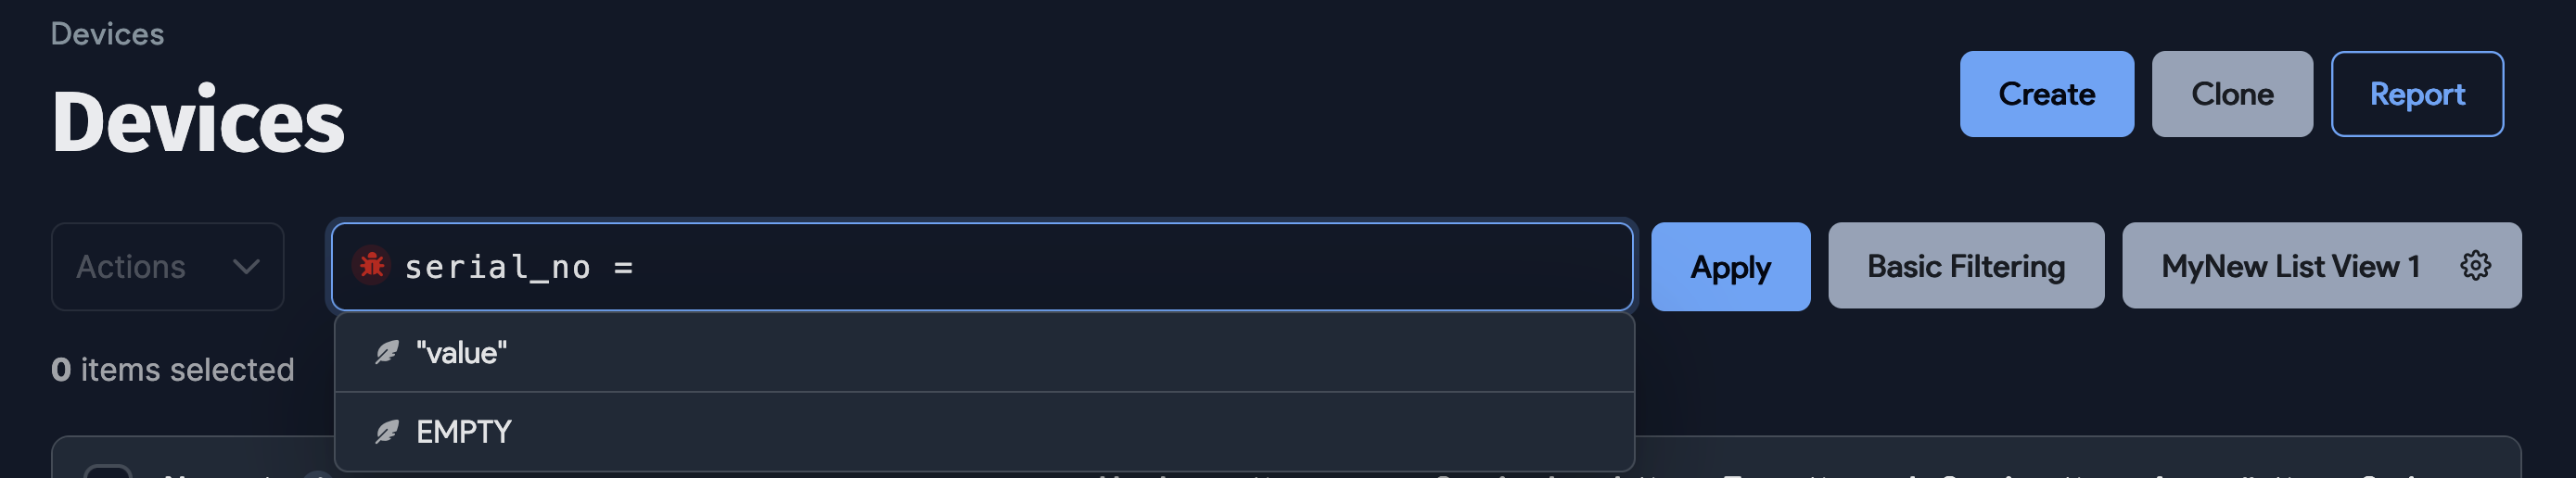 Devices
Devices
Create
Clone
Report
Actions
serial_no =
Apply
Basic Filtering
MyNew List View 1
"value"
EMPTY
0 items selected